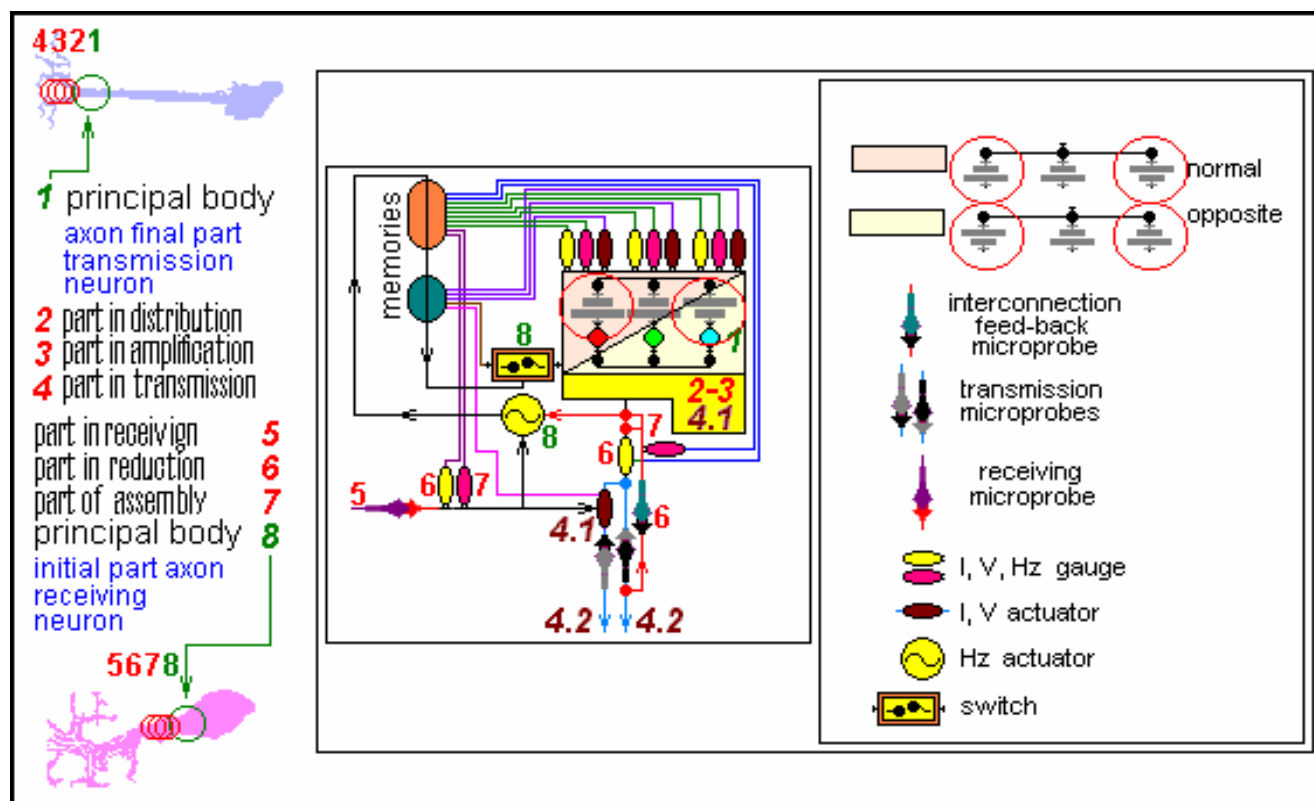 4321
1 principal body
axon final part
transmission
neuron
2 part in distribution
3 part in amplification
4 part in transmission
part in receivign 5
part in reduction 6
part of assembly 7
principal body 8
initial part axon
receiving
neuron
5678
memories
8
1
2-3
4.1
8
7
6
6
7
5
6
4.1
4.2
4.2
normal
opposite
interconnection
feed-back
microprobe
transmission
microprobes
receiving
microprobe
I, V, Hz gauge
I, V actuator
Hz actuator
switch